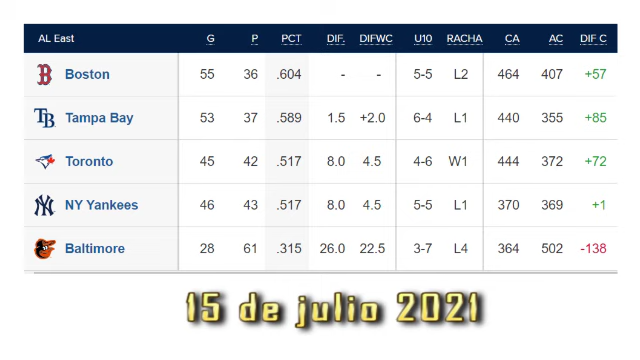 AL East G P PCT DIF. DIFWC U10 RACHA CA AC DIF C
B Boston 55 36 .604 - - 5-5 L2 464 407 +57
TB Tampa Bay 53 37 .589 1.5 +2.0 6-4 L1 440 355 +85
Toronto 45 42 .517 8.0 4.5 4-6 W1 444 372 +72
NY NY Yankees 46 43 .517 8.0 4.5 5-5 L1 370 369 +1
Baltimore 28 61 .315 26.0 22.5 3-7 L4 364 502 -138
15 de julio 2021